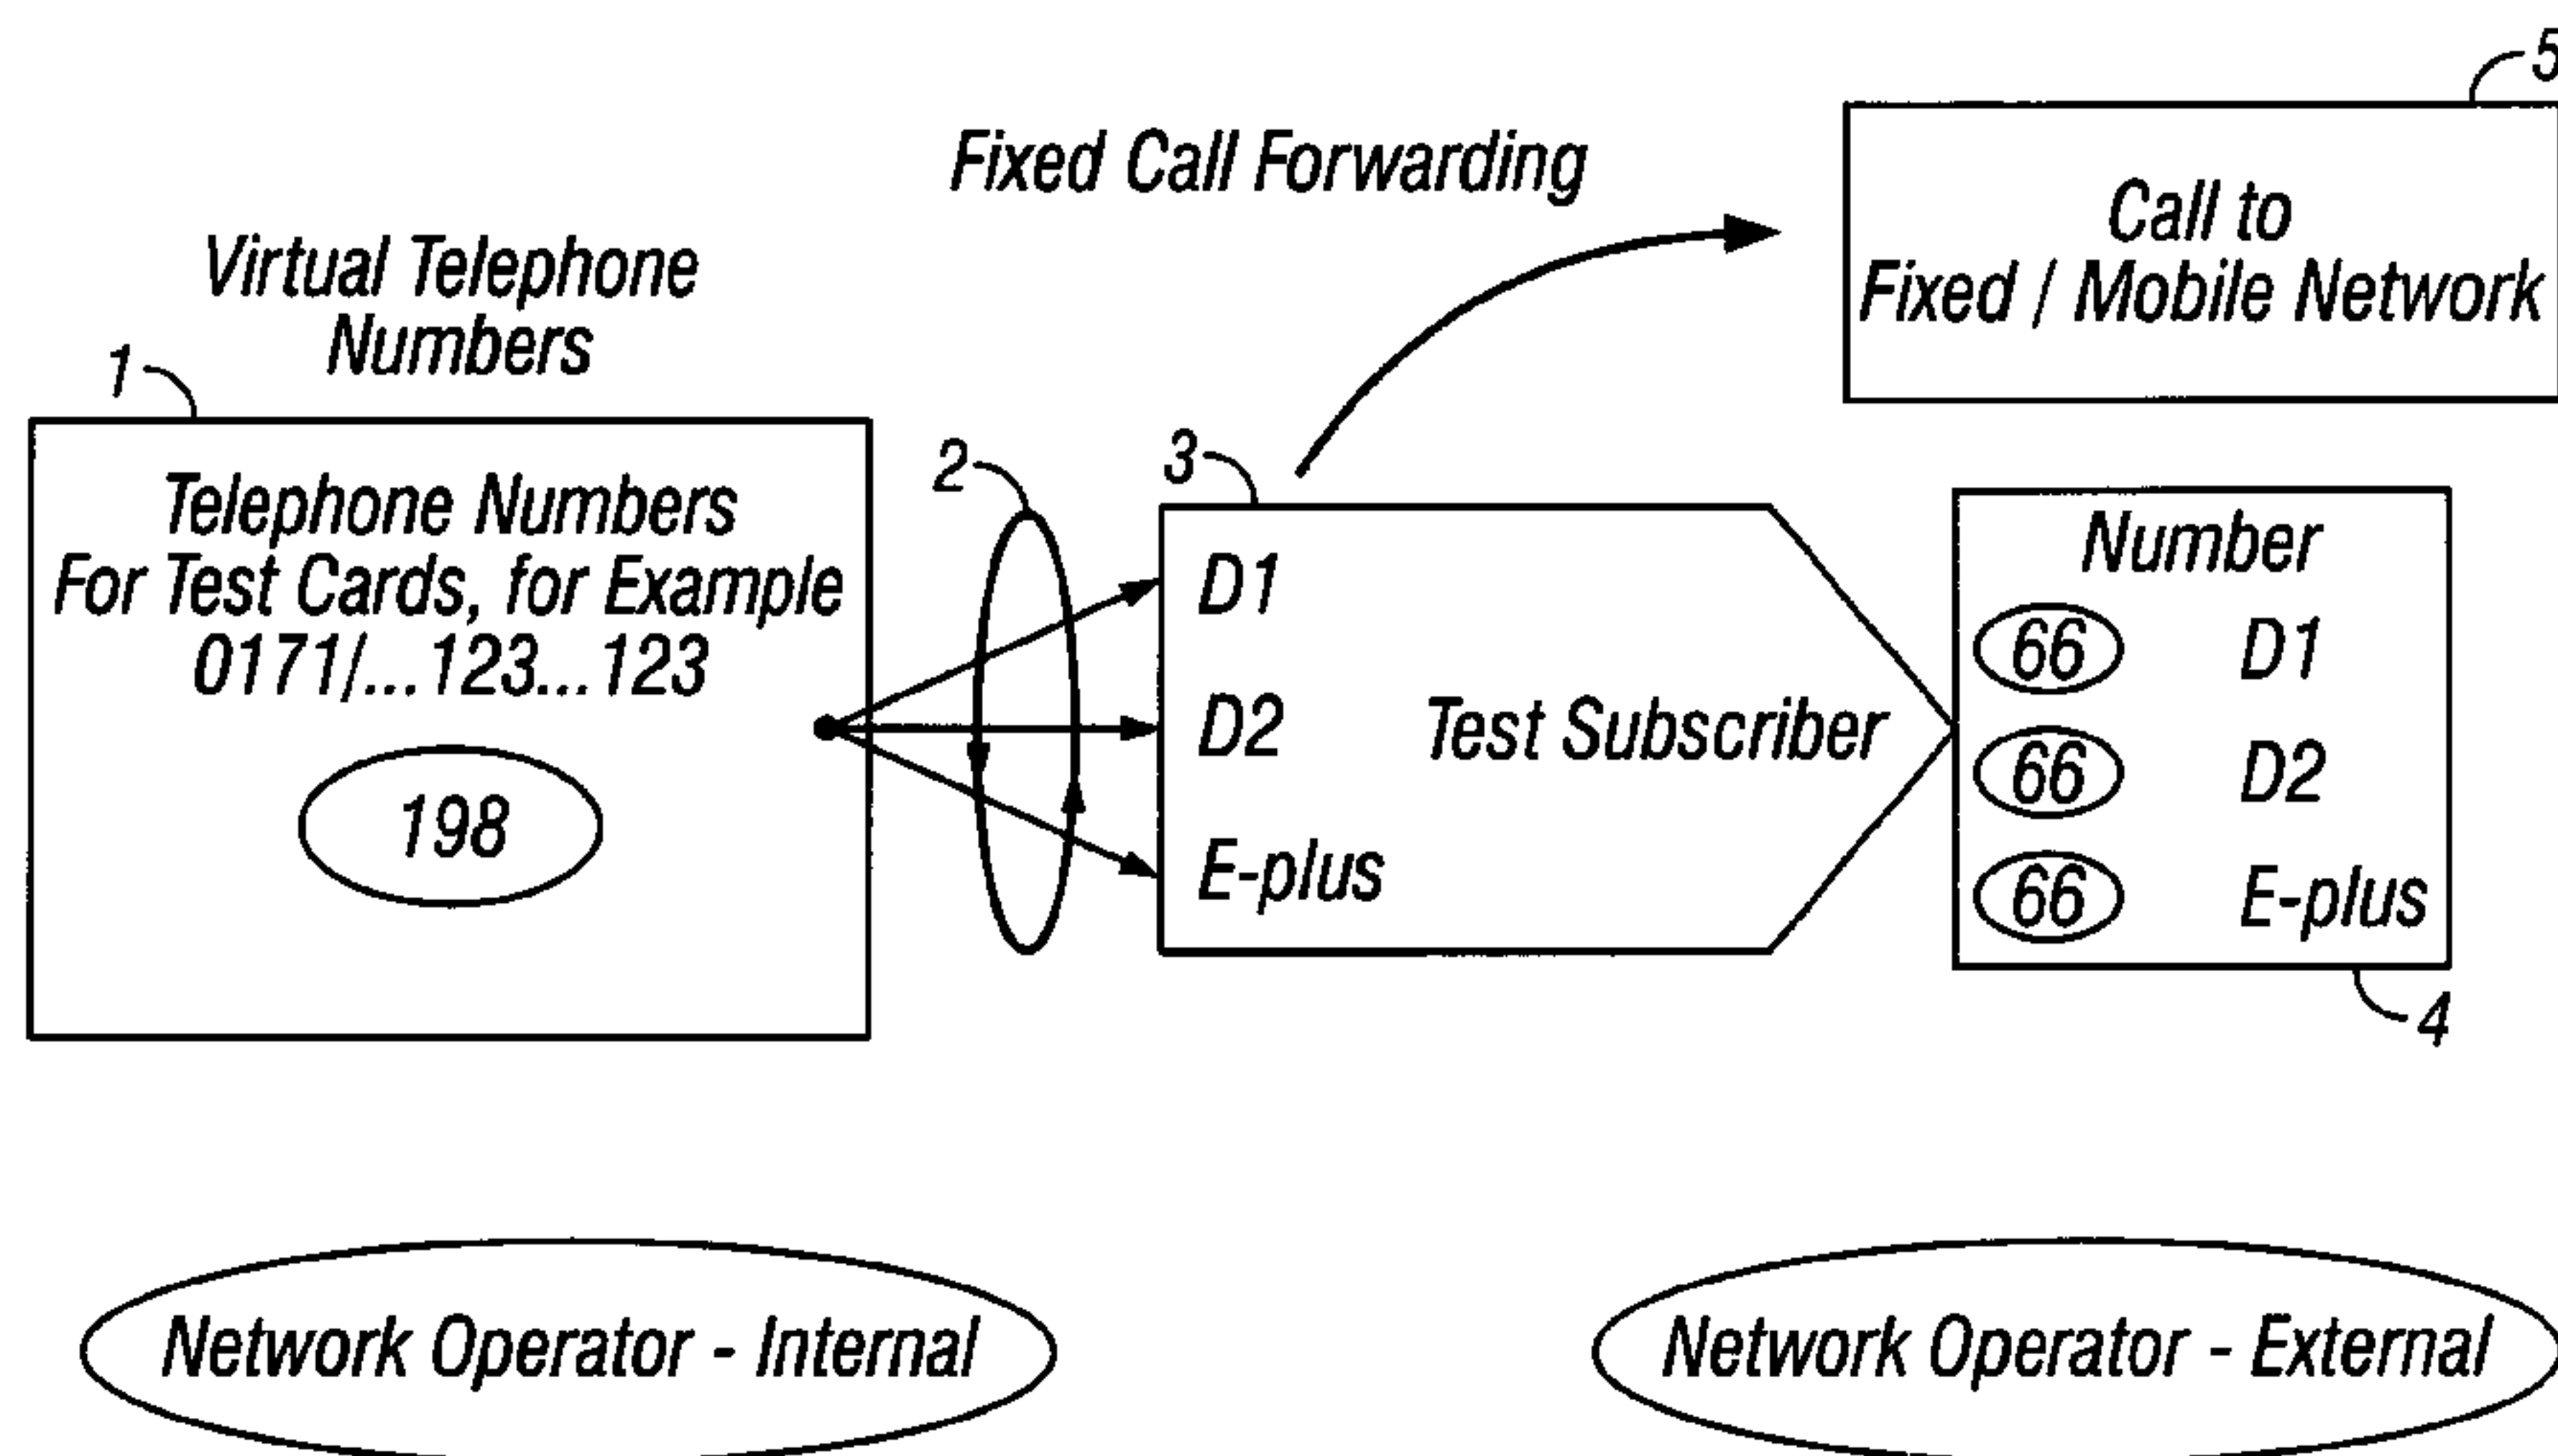 5
Fixed Call Forwarding
Call to
Fixed / Mobile Network
Virtual Telephone
Numbers
1
Telephone Numbers
For Test Cards, for Example
0171/...123...123
198
2
3
D1
D2
E-plus
Test Subscriber
Number
66 D1
66 D2
66 E-plus
4
Network Operator - Internal
Network Operator - External